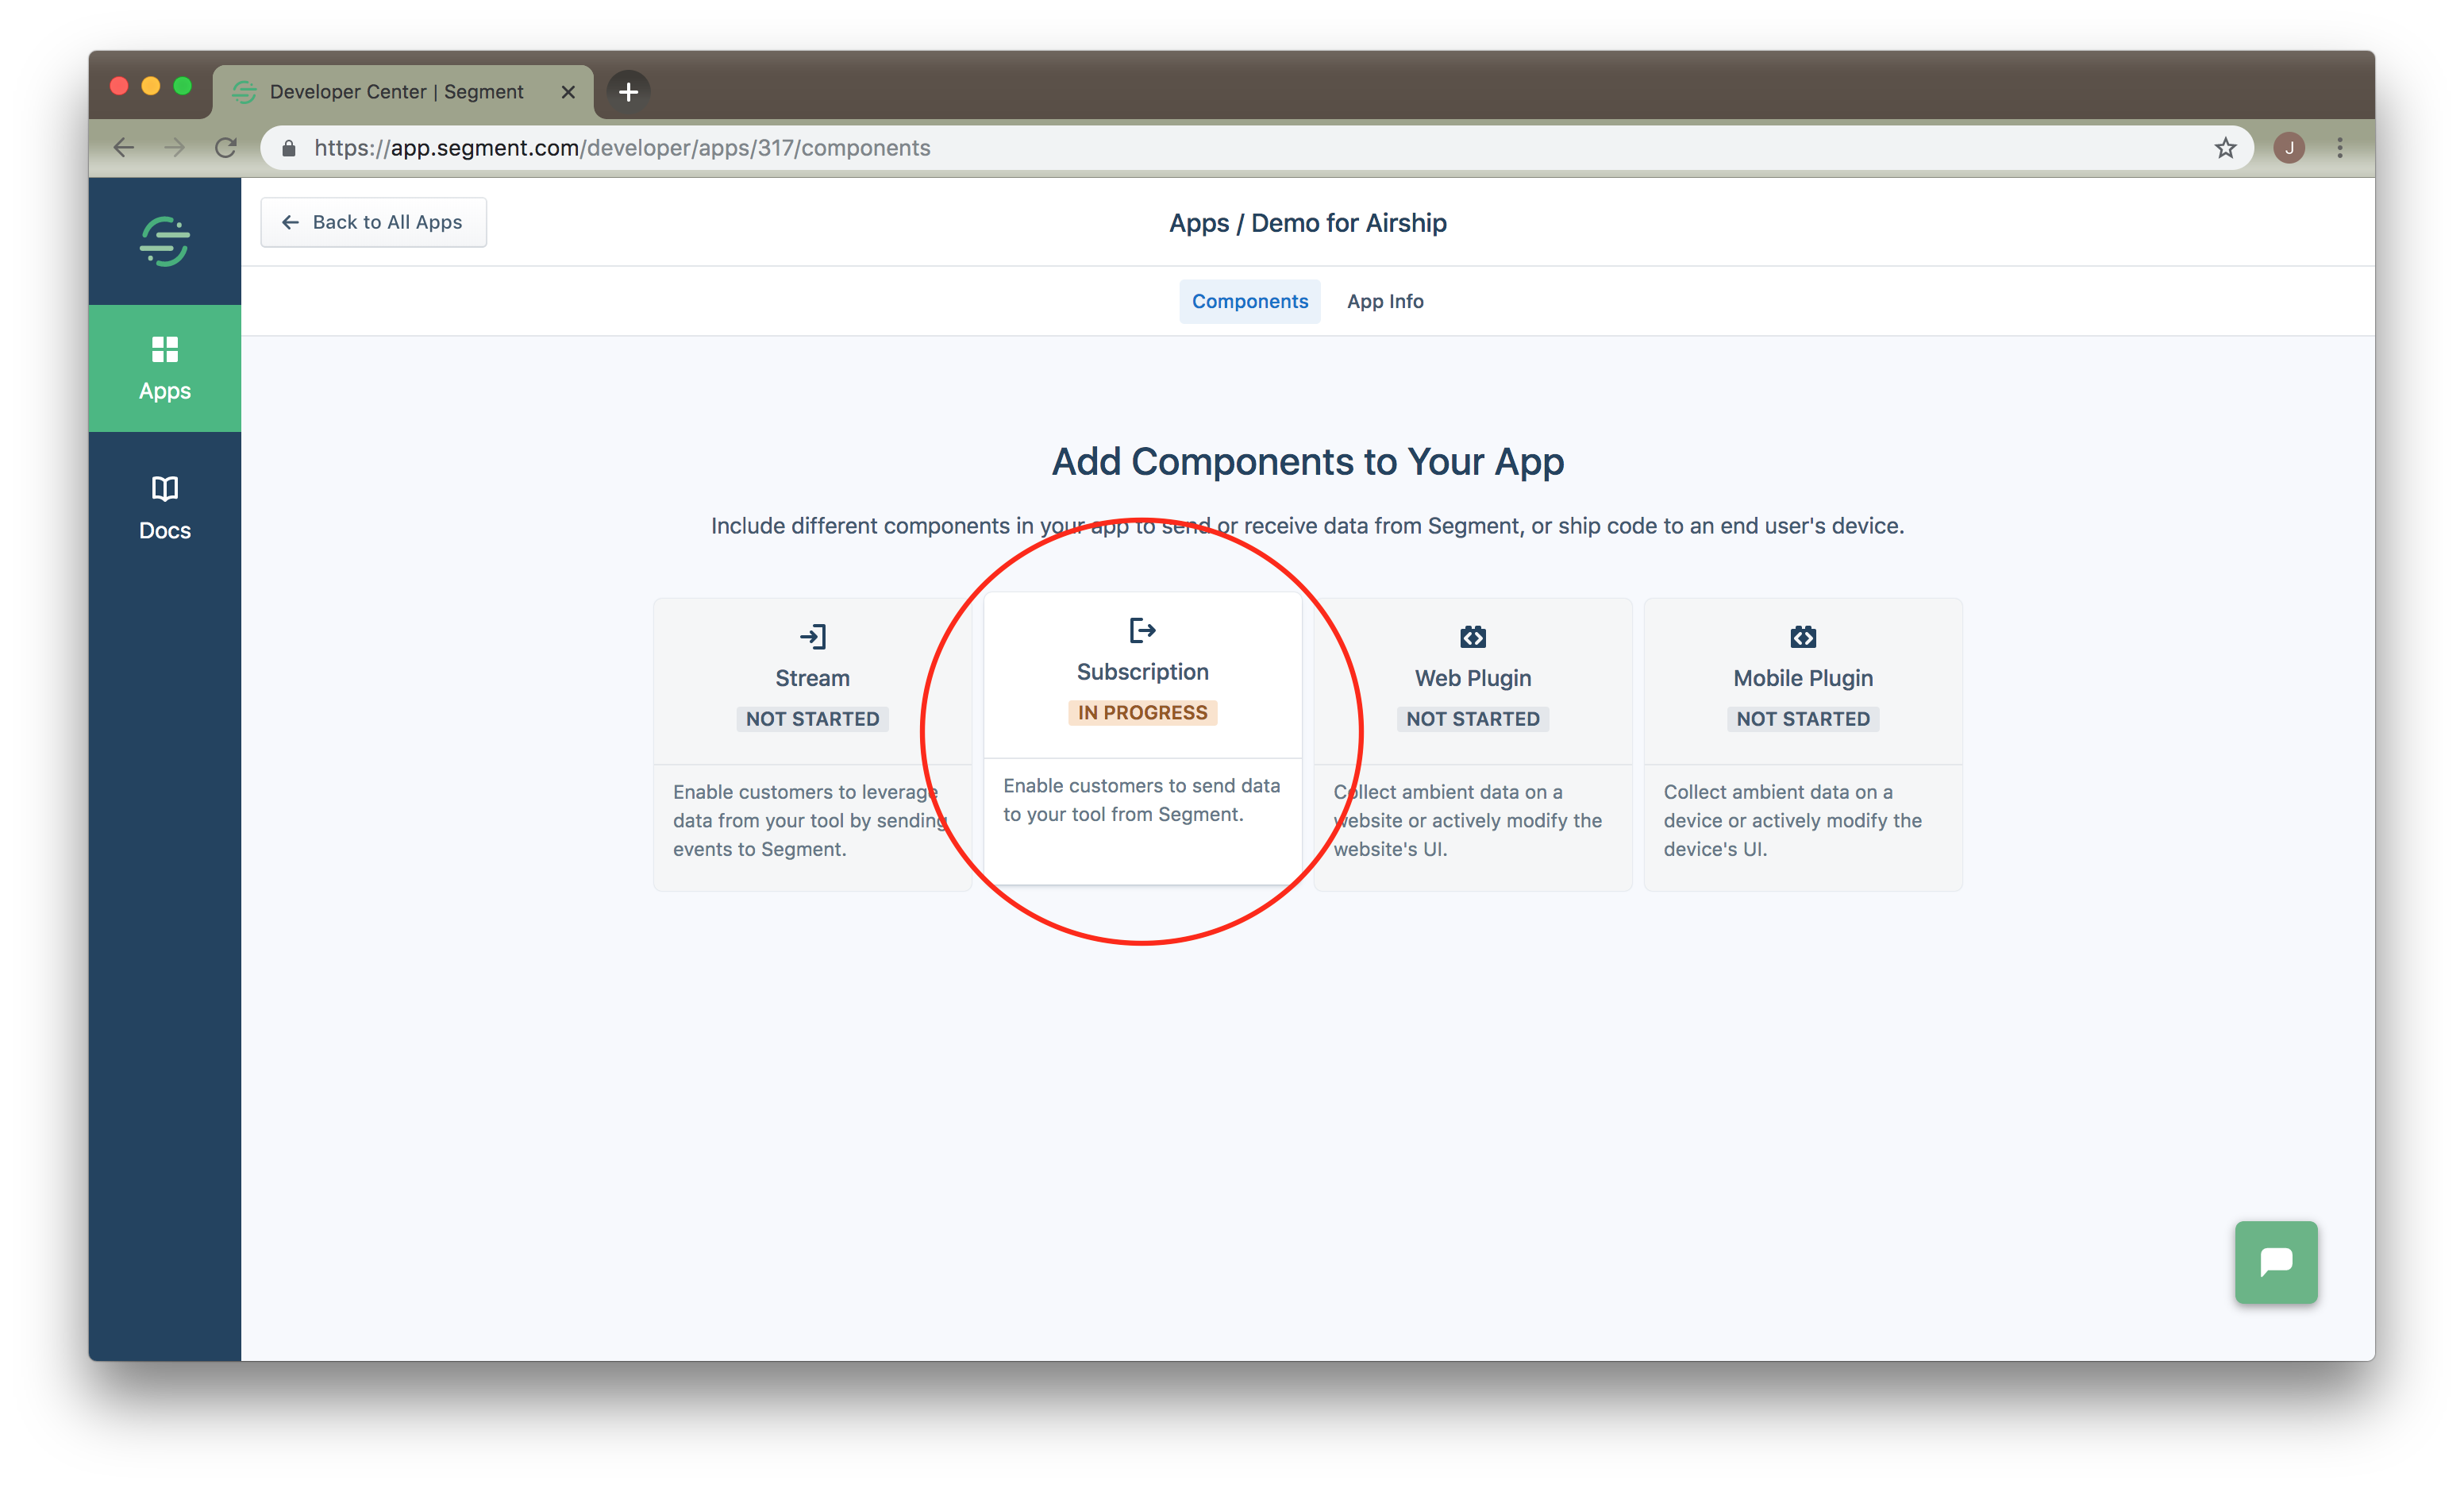 Developer Center | Segment
https://app.segment.com/developer/apps/317/components
J
Back to All Apps
Apps / Demo for Airship
Components
App Info
Apps
Docs
Add Components to Your App
Include different components in your app to send or receive data from Segment, or ship code to an end user's device.
Stream
NOT STARTED
Enable customers to leverage
data from your tool by sending
events to Segment.
Subscription
IN PROGRESS
Enable customers to send data
to your tool from Segment.
Web Plugin
NOT STARTED
Collect ambient data on a
website or actively modify the
website's UI.
Mobile Plugin
NOT STARTED
Collect ambient data on a
device or actively modify the
device's UI.